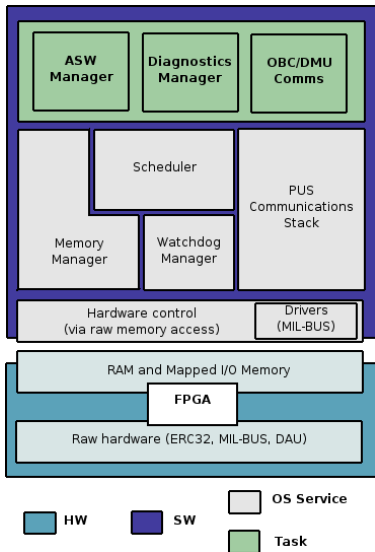 ASW
Manager
Diagnostics
Manager
OBC/DMU
Comms
Scheduler
PUS
Communications
Stack
Memory
Manager
Watchdog
Manager
Hardware control
(via raw memory access)
Drivers
(MIL-BUS)
RAM and Mapped I/O Memory
FPGA
Raw hardware (ERC32, MIL-BUS, DAU)
HW
SW
OS Service
Task